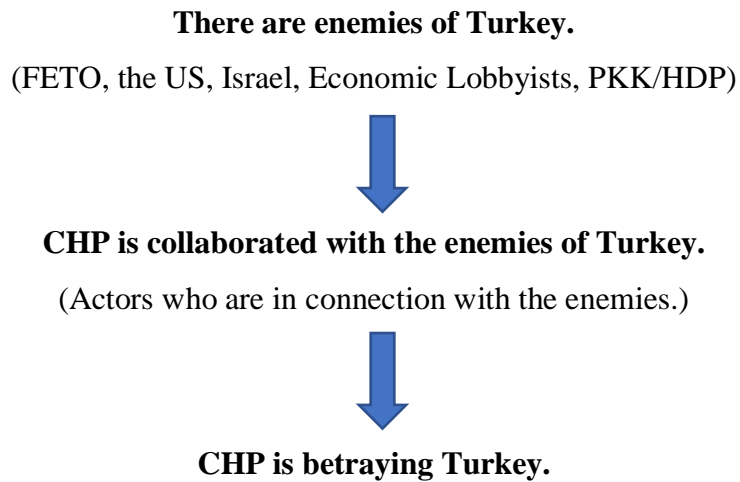 There are enemies of Turkey.
(FETO, the US, Israel, Economic Lobbyists, PKK/HDP)
CHP is collaborated with the enemies of Turkey.
(Actors who are in connection with the enemies.)
CHP is betraying Turkey.